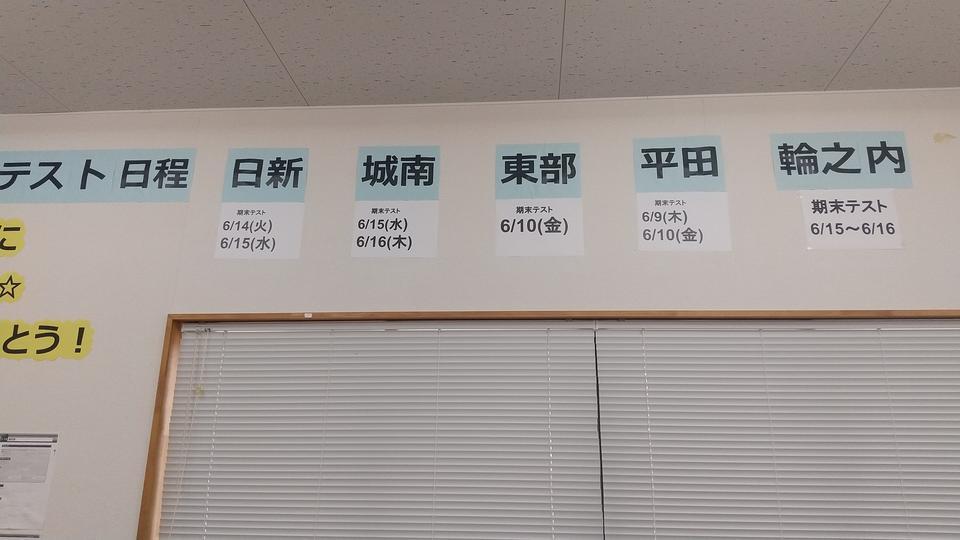 テスト日程
日新
期末テスト
6/14(火)
6/15(水)
城南
期末テスト
6/15(水)
6/16(木)
東部
期末テスト
6/10(金)
平田
期末テスト
6/9(木)
6/10(金)
輪之内
期末テスト
6/15~6/16
に
☆
とう！